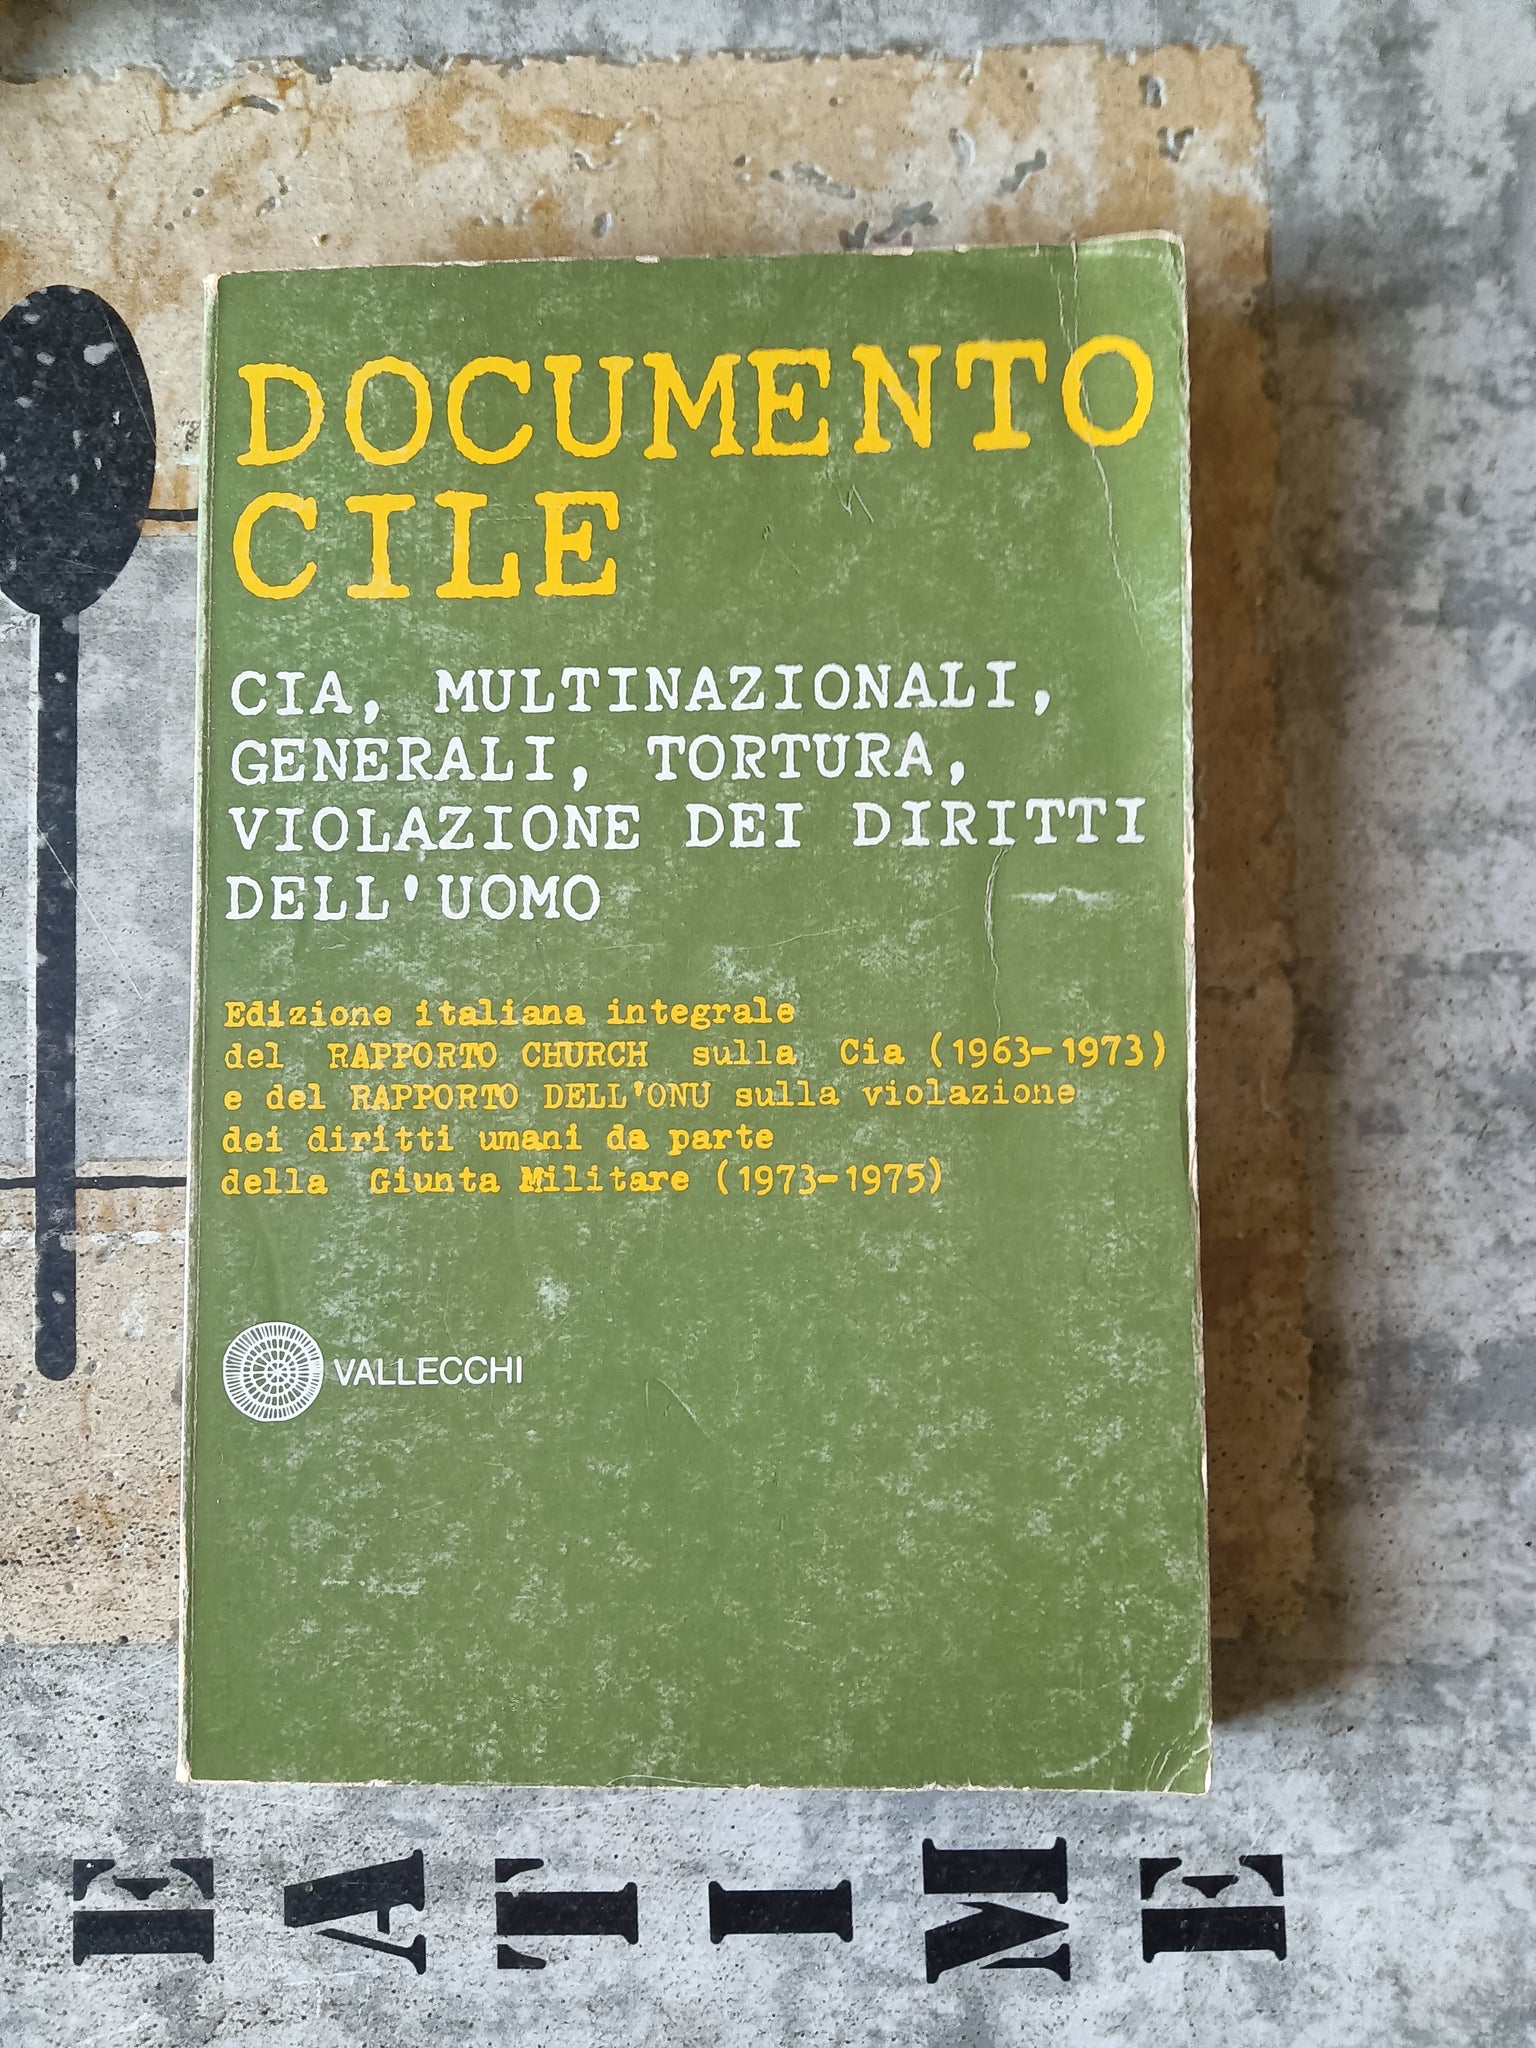 DOCUMENTO
CILE
CIA, MULTINAZIONALI,
GENERALI, TORTURA,
VIOLAZIONE DEI DIRITTI
DELL'UOMO
Edizione italiana integrale
del RAPPORTO CHURCH sulla Cia (1963-1973)
e del RAPPORTO DELL'ONU sulla violazione
dei diritti umani da parte
della Giunta Militare (1973-1975)
VALLECCHI
EATIME